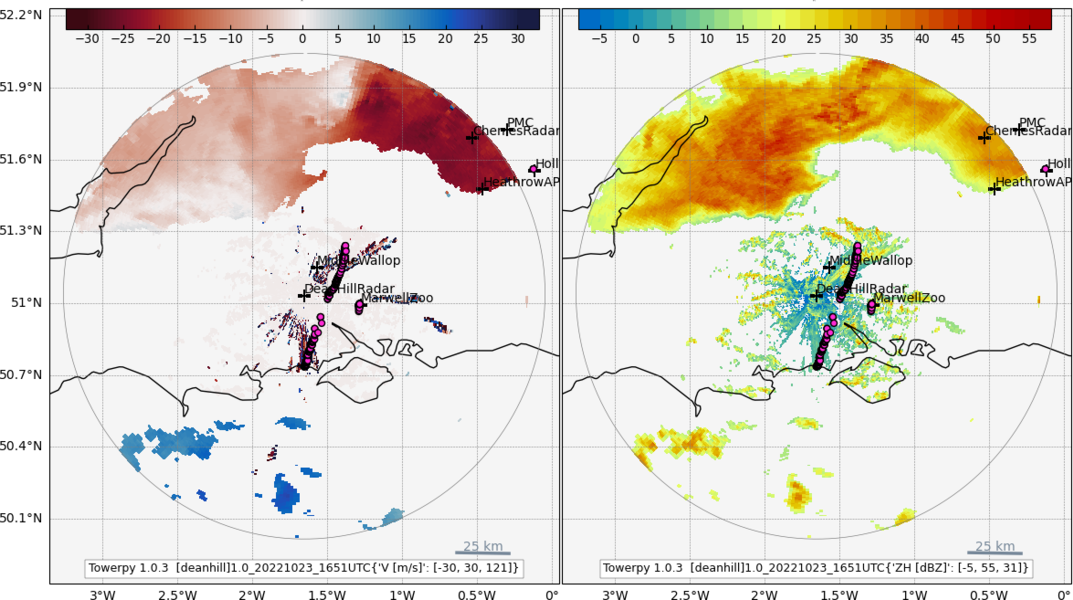 −30 −25 −20 −15 −10 −5 0 5 10 15 20 25 30
−5 0 5 10 15 20 25 30 35 40 45 50 55
52.2°N
51.9°N
51.6°N
51.3°N
51°N
50.7°N
50.4°N
50.1°N
PMC
CheniesRadar
Holl
HeathrowAP
MiddleWallop
DeanHillRadar
MarwellZoo
25 km
Towerpy 1.0.3 [deanhill]1.0_20221023_1651UTC{'V [m/s]': [-30, 30, 121]}
3°W 2.5°W 2°W 1.5°W 1°W 0.5°W 0°
PMC
CheniesRadar
Holl
HeathrowAP
MiddleWallop
DeanHillRadar
MarwellZoo
25 km
Towerpy 1.0.3 [deanhill]1.0_20221023_1651UTC{'ZH [dBZ]': [-5, 55, 31]}
3°W 2.5°W 2°W 1.5°W 1°W 0.5°W 0°